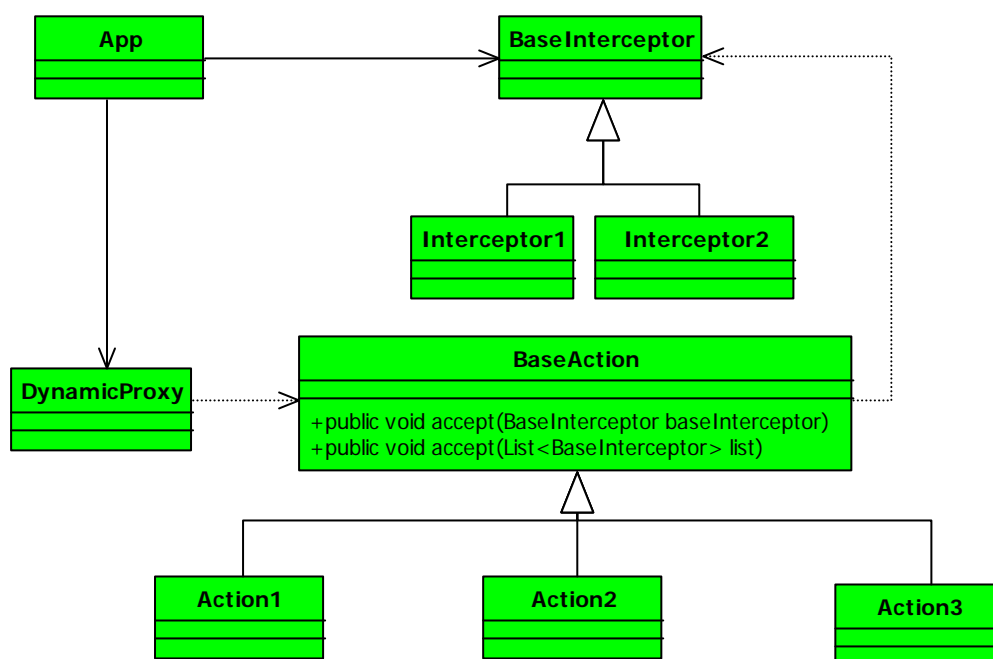 App
BaseInterceptor
Interceptor1
Interceptor2
BaseAction
DynamicProxy
+public void accept(BaseInterceptor baseInterceptor)
+public void accept(List<BaseInterceptor> list)
Action1
Action2
Action3